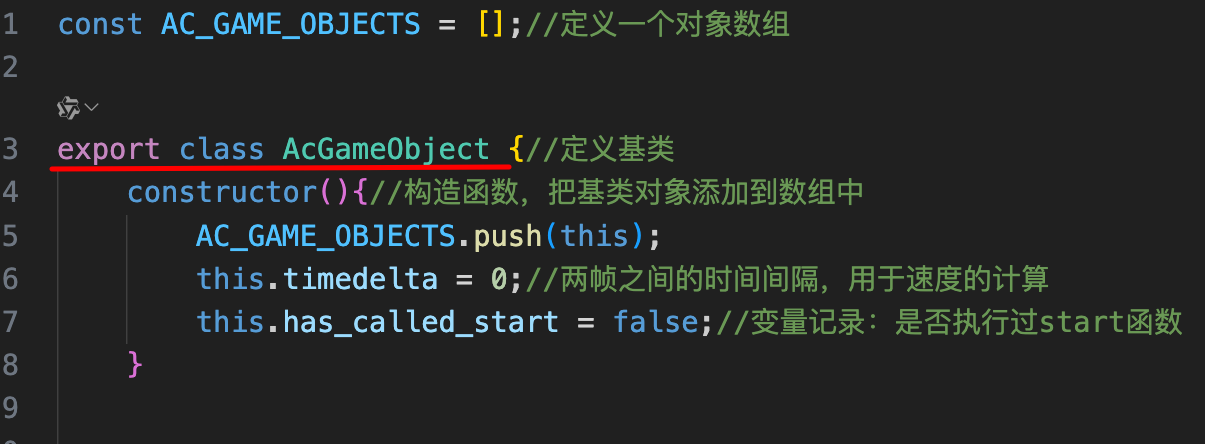 1 const AC_GAME_OBJECTS = [];//定义一个对象数组
2
3 export class AcGameObject {//定义基类
4 constructor(){//构造函数，把基类对象添加到数组中
5 AC_GAME_OBJECTS.push(this);
6 this.timedelta = 0;//两帧之间的时间间隔，用于速度的计算
7 this.has_called_start = false;//变量记录：是否执行过start函数
8 }
9